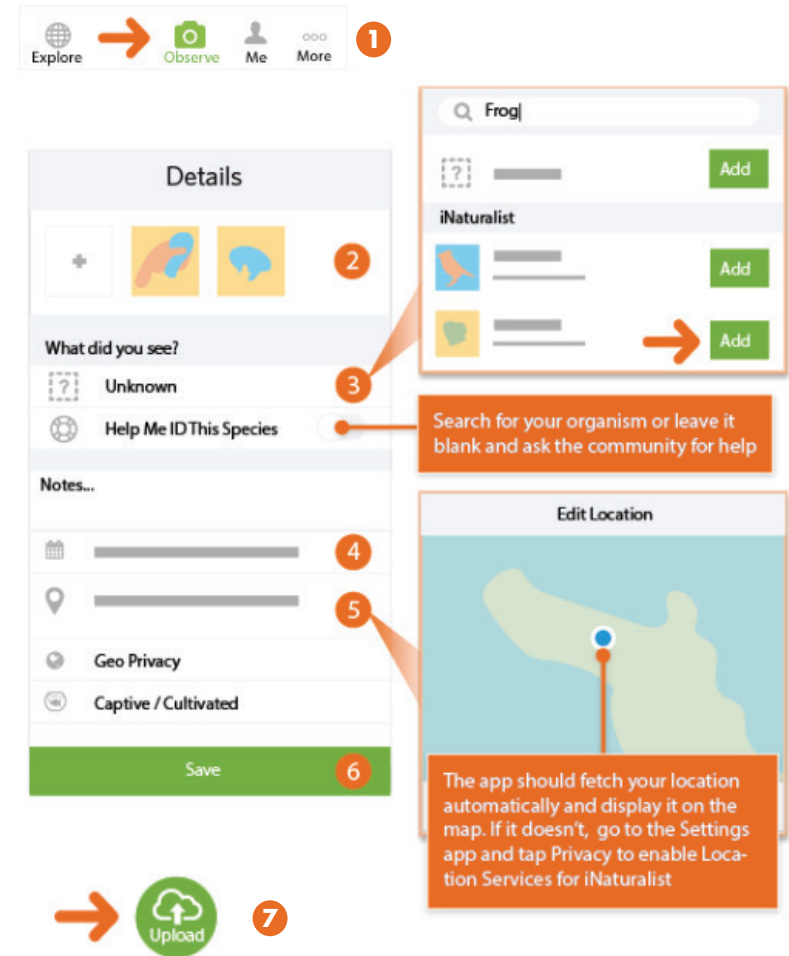 Explore
Observe
Me
More
1
Details
2
What did you see?
?
Unknown
3
Help Me ID This Species
Notes...
4
5
Geo Privacy
Captive / Cultivated
Save
6
Upload
7
Frog
?
Add
iNaturalist
Add
Add
Search for your organism or leave it
blank and ask the community for help
Edit Location
The app should fetch your location
automatically and display it on the
map. If it doesn't, go to the Settings
app and tap Privacy to enable Loca-
tion Services for iNaturalist